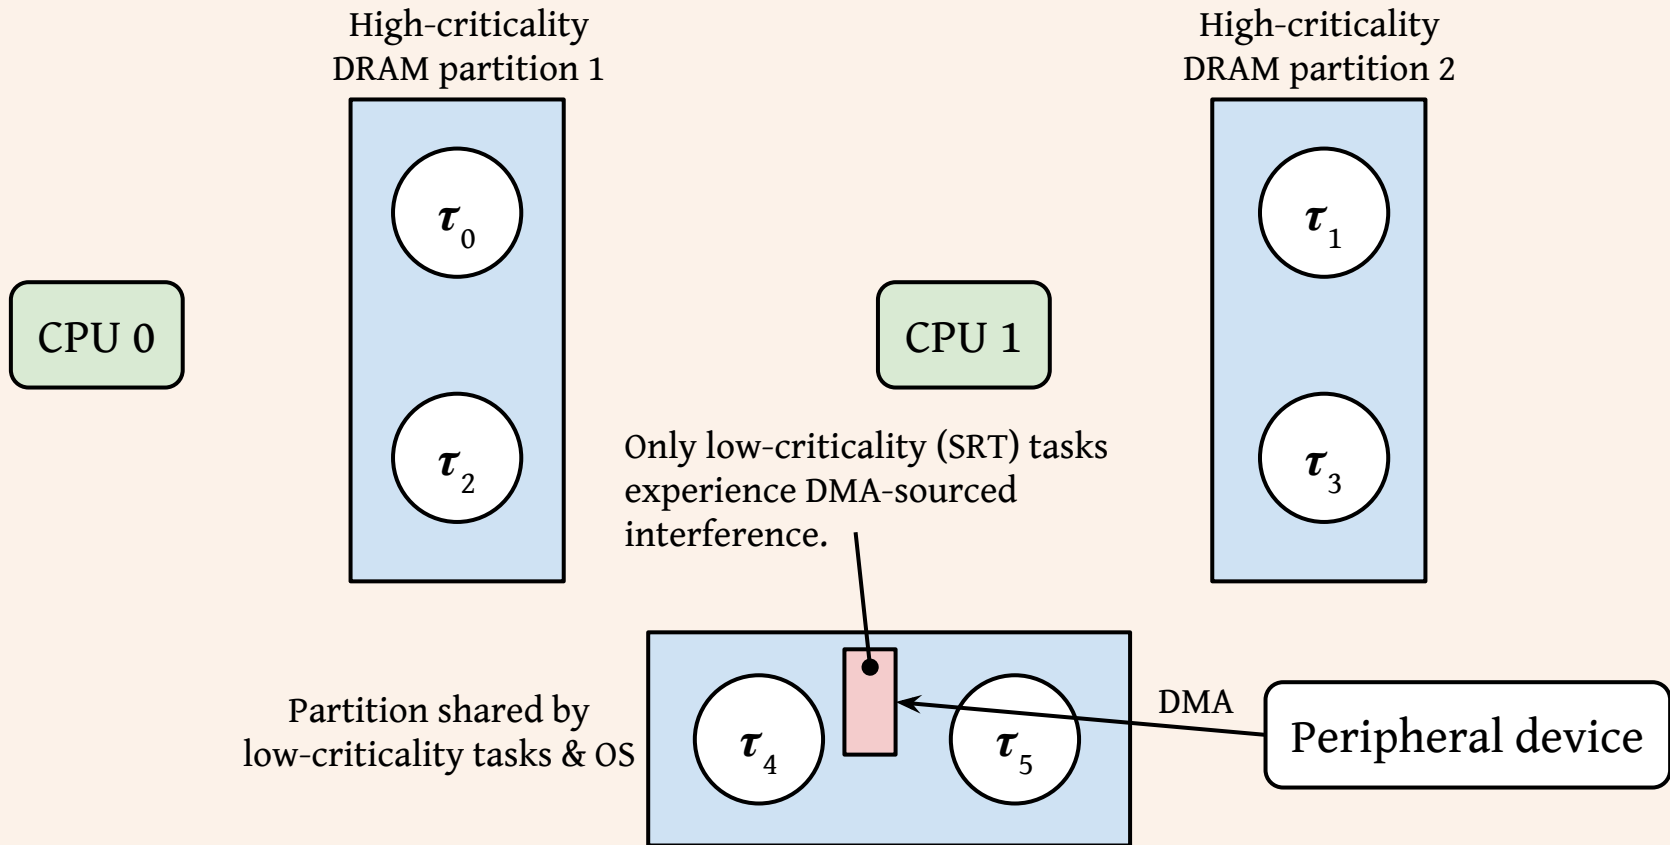 High-criticality
DRAM partition 1
High-criticality
DRAM partition 2
τ0
τ1
CPU 0
CPU 1
τ2
τ3
Only low-criticality (SRT) tasks
experience DMA-sourced
interference.
Partition shared by
low-criticality tasks & OS
τ4
τ5
DMA
Peripheral device